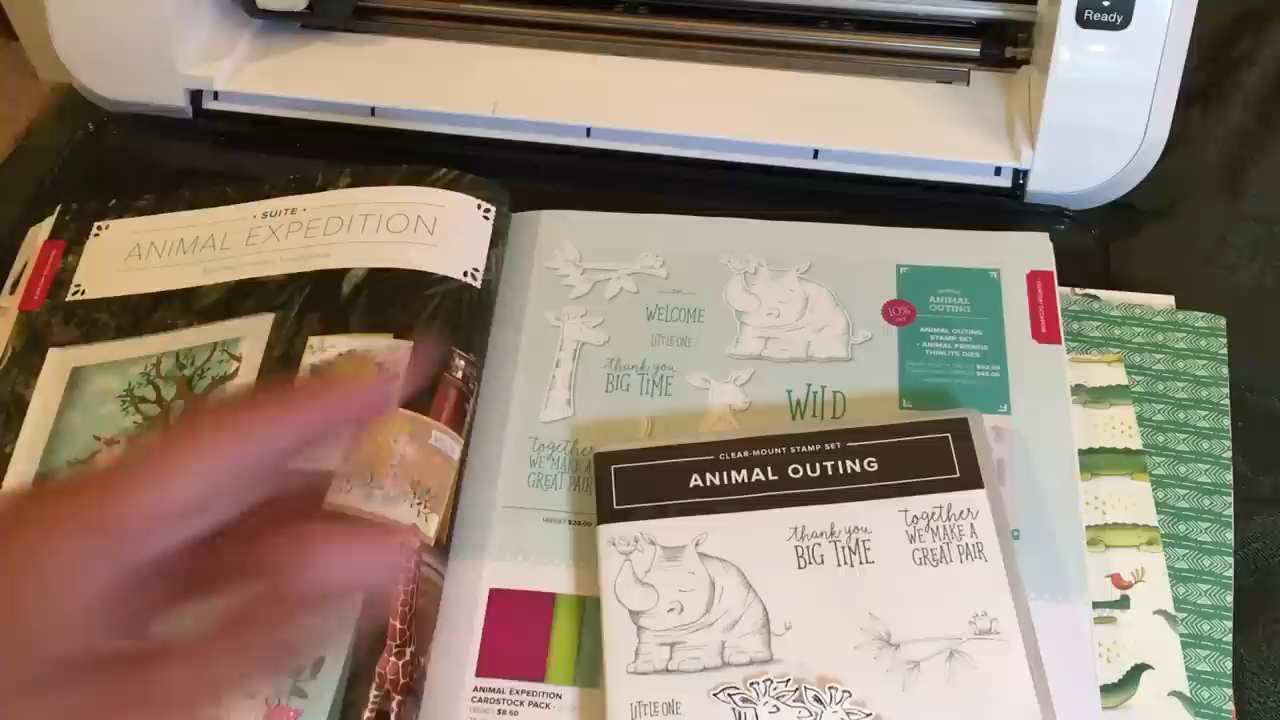 Ready
• SUITE •
ANIMAL EXPEDITION
WELCOME
LITTLE ONE
thank you
BIG TIME
WILD
together
WE MAKE A
GREAT PAIR
10%
ANIMAL
OUTING
ANIMAL OUTING
STAMP SET
+ ANIMAL FRIENDS
THINLITS DIES
ANIMAL EXPEDITION
CARDSTOCK PACK
$8.50
CLEAR-MOUNT STAMP SET
ANIMAL OUTING
thank you
BIG TIME
together
WE MAKE A
GREAT PAIR
LITTLE ONE